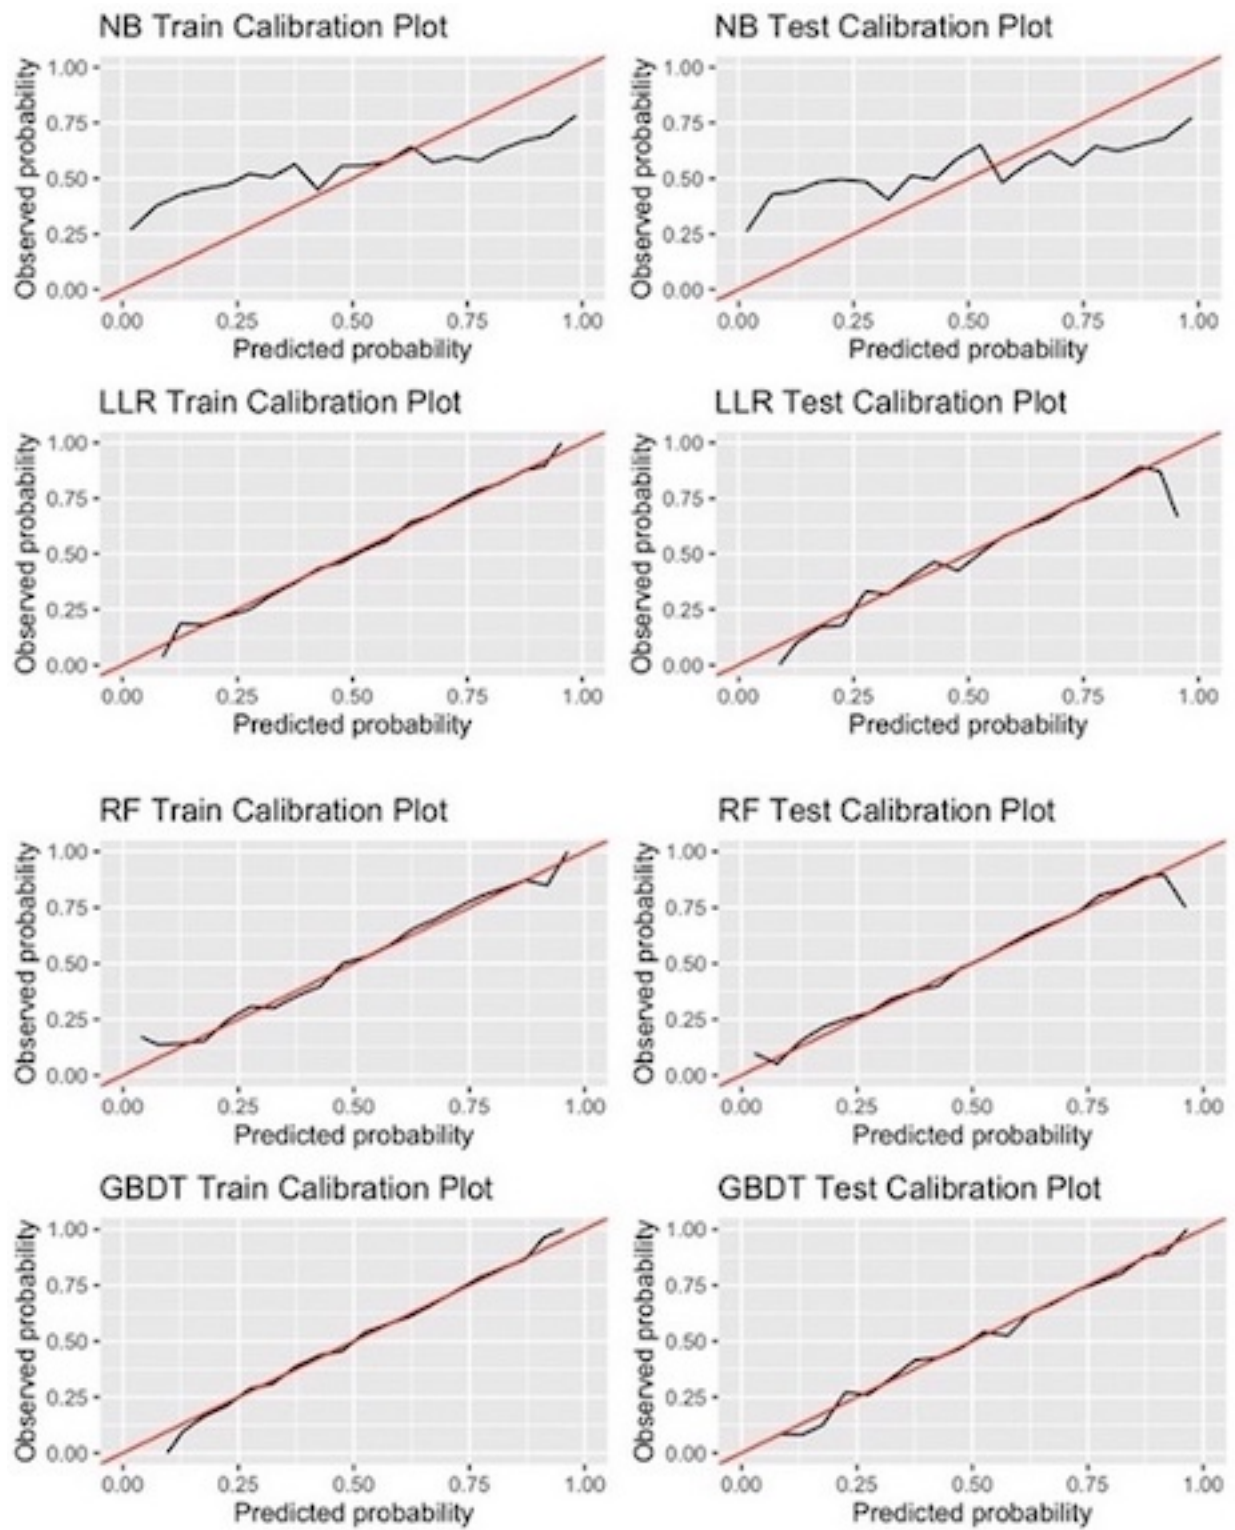 NB Train Calibration Plot
Observed probability
1.00
0.75
0.50
0.25
0.00
0.00 0.25 0.50 0.75 1.00
Predicted probability
NB Test Calibration Plot
Observed probability
1.00
0.75
0.50
0.25
0.00
0.00 0.25 0.50 0.75 1.00
Predicted probability
LLR Train Calibration Plot
Observed probability
1.00
0.75
0.50
0.25
0.00
0.00 0.25 0.50 0.75 1.00
Predicted probability
LLR Test Calibration Plot
Observed probability
1.00
0.75
0.50
0.25
0.00
0.00 0.25 0.50 0.75 1.00
Predicted probability
RF Train Calibration Plot
Observed probability
1.00
0.75
0.50
0.25
0.00
0.00 0.25 0.50 0.75 1.00
Predicted probability
RF Test Calibration Plot
Observed probability
1.00
0.75
0.50
0.25
0.00
0.00 0.25 0.50 0.75 1.00
Predicted probability
GBDT Train Calibration Plot
Observed probability
1.00
0.75
0.50
0.25
0.00
0.00 0.25 0.50 0.75 1.00
Predicted probability
GBDT Test Calibration Plot
Observed probability
1.00
0.75
0.50
0.25
0.00
0.00 0.25 0.50 0.75 1.00
Predicted probability